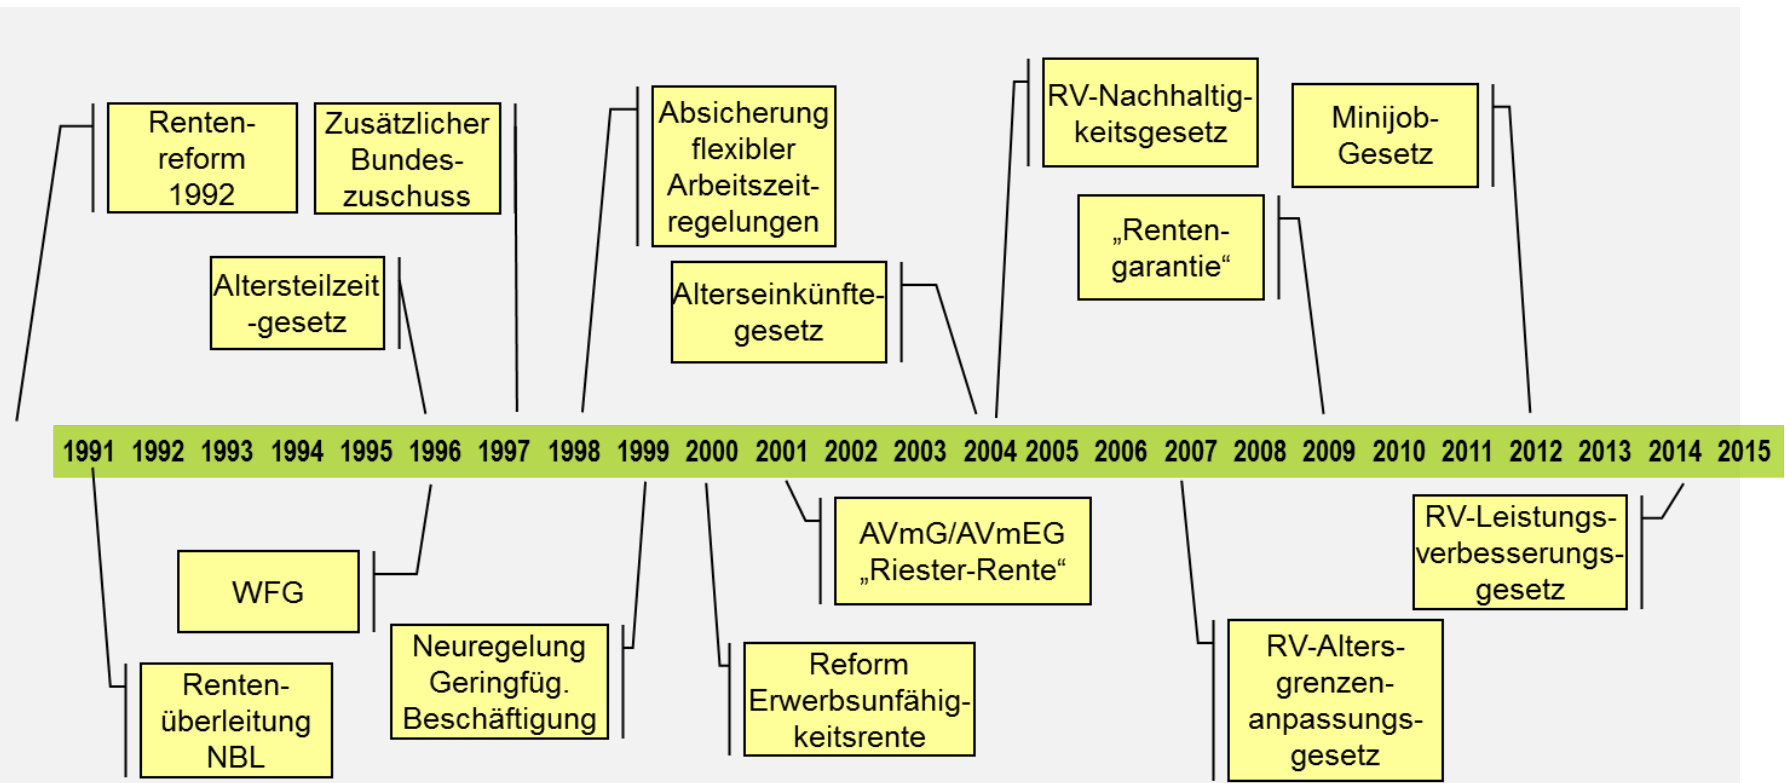 Renten-
reform
1992
Zusätzlicher
Bundes-
zuschuss
Absicherung
flexibler
Arbeitszeit-
regelungen
RV-Nachhaltig-
keitsgesetz
Minijob-
Gesetz
Altersteilzeit
-gesetz
Alterseinkünfte-
gesetz
„Renten-
garantie“
1991 1992 1993 1994 1995 1996 1997 1998 1999 2000 2001 2002 2003 2004 2005 2006 2007 2008 2009 2010 2011 2012 2013 2014 2015
WFG
AVmG/AVmEG
„Riester-Rente“
RV-Leistungs-
verbesserungs-
gesetz
Renten-
überleitung
NBL
Neuregelung
Geringfüg.
Beschäftigung
Reform
Erwerbsunfähig-
keitsrente
RV-Alters-
grenzen-
anpassungs-
gesetz